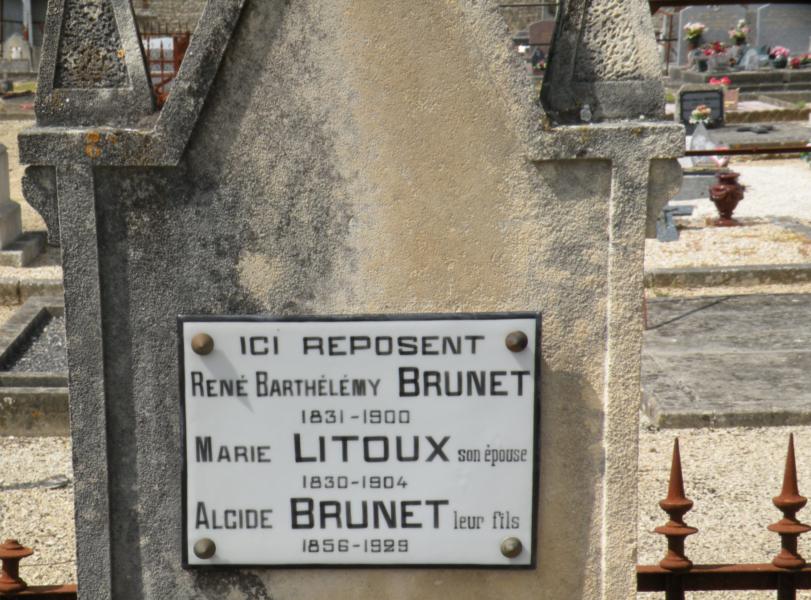 ICI REPOSENT
RENÉ BARTHÉLÉMY BRUNET
1831-1900
MARIE LITOUX son épouse
1830-1904
ALCIDE BRUNET leur fils
1856-1929